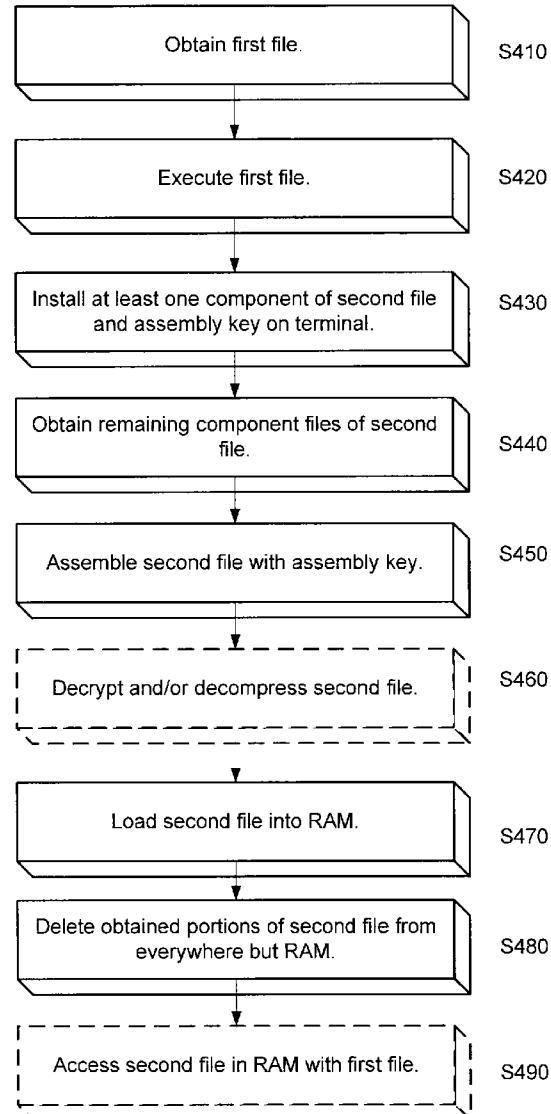 Obtain first file.
S410
Execute first file.
S420
Install at least one component of second file
and assembly key on terminal.
S430
Obtain remaining component files of second
file.
S440
Assemble second file with assembly key.
S450
Decrypt and/or decompress second file.
S460
Load second file into RAM.
S470
Delete obtained portions of second file from
everywhere but RAM.
S480
Access second file in RAM with first file.
S490